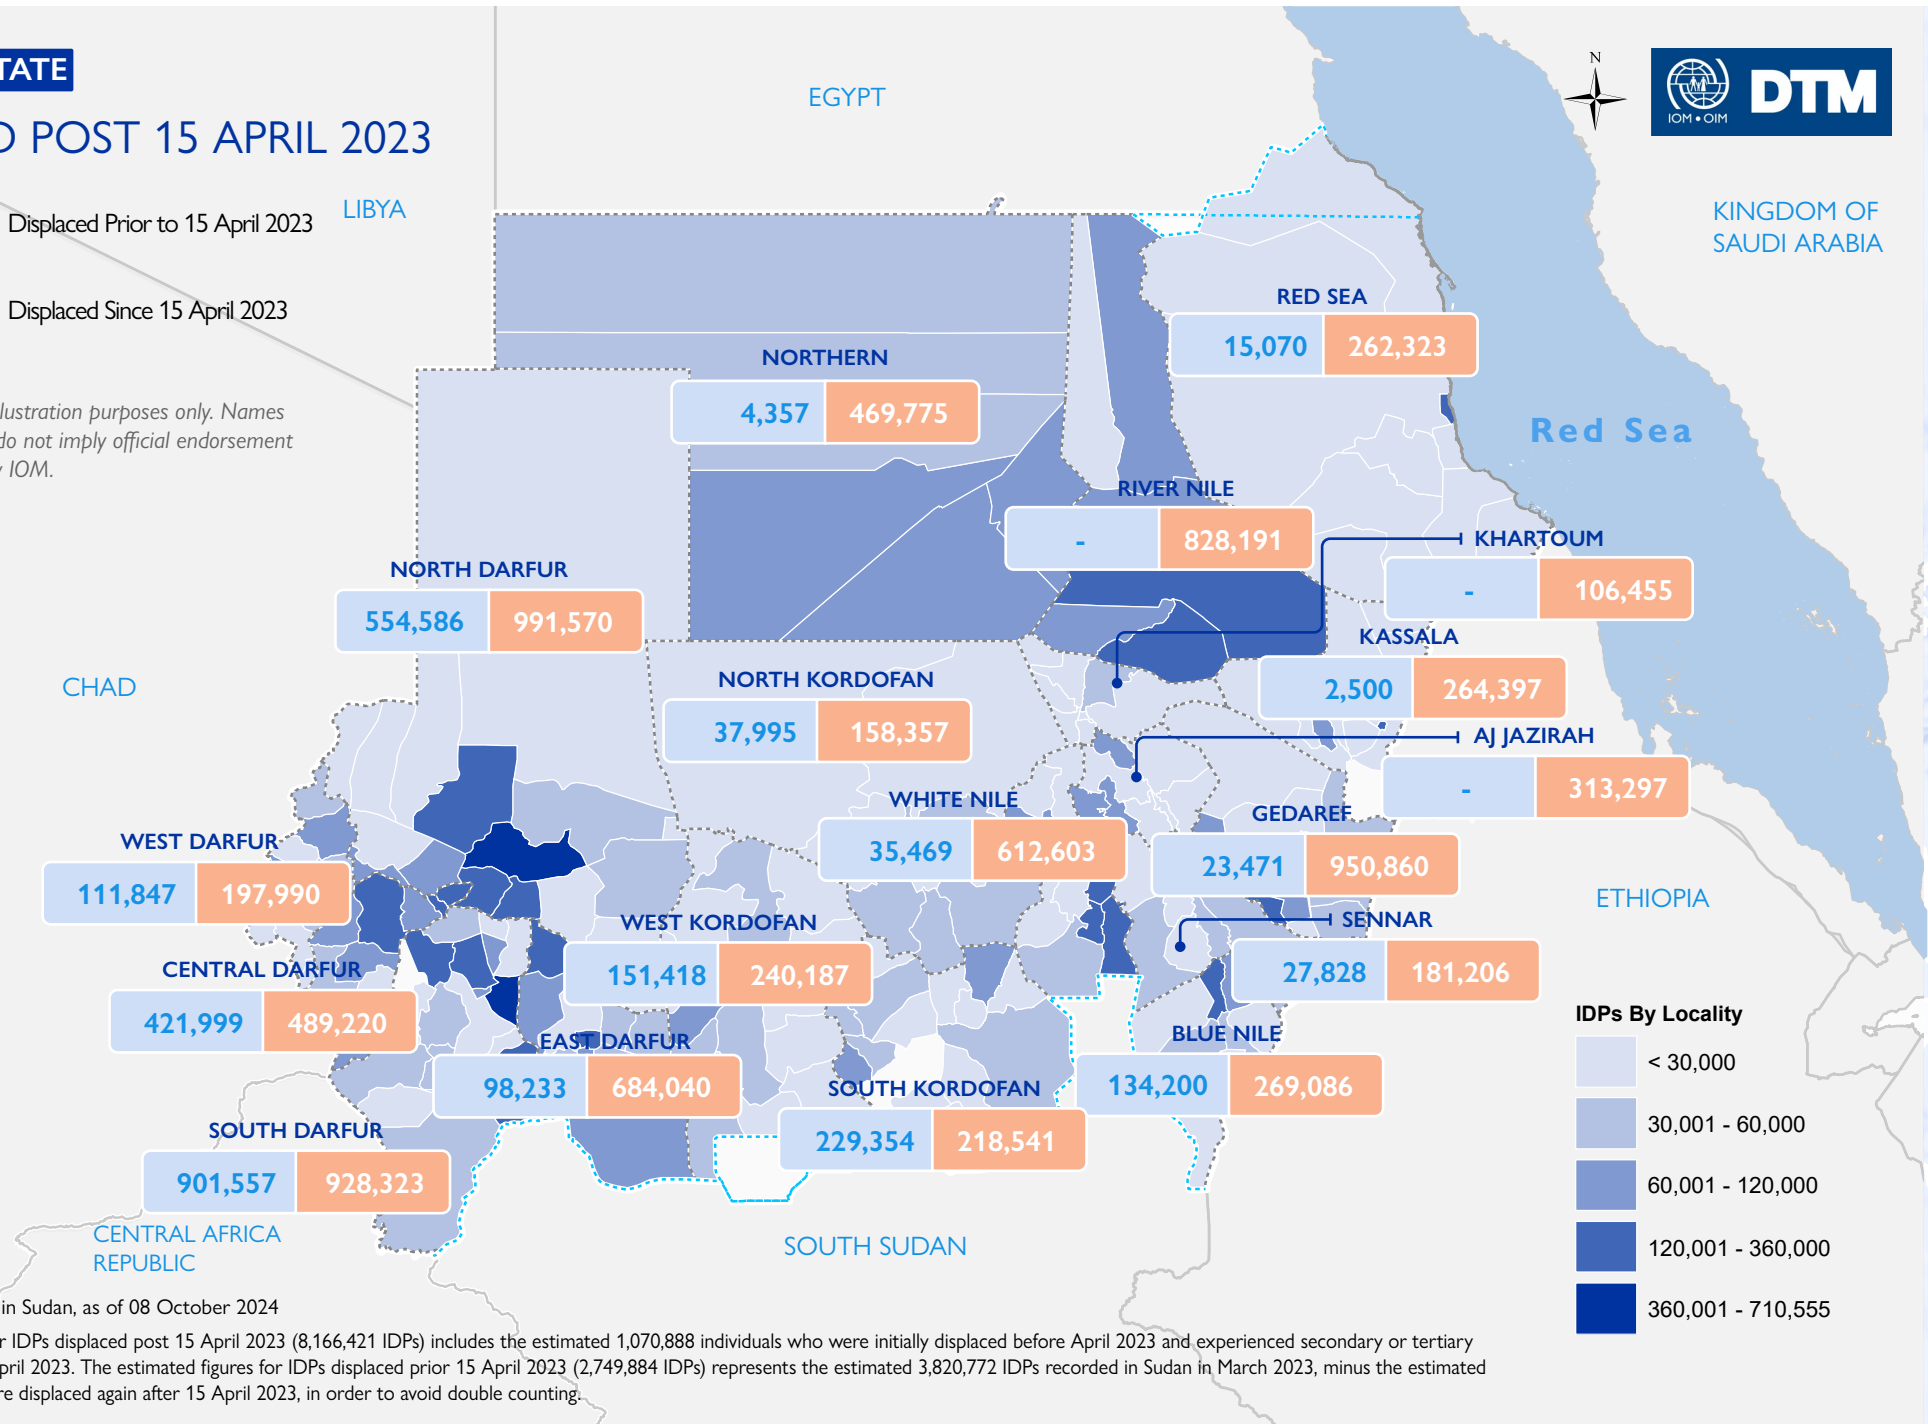 TATE
POST 15 APRIL 2023
Displaced Prior to 15 April 2023
Displaced Since 15 April 2023
purposes only. Names
do not imply official endorsement
IOM.
N
IOM • OIM
DTM
EGYPT
LIBYA
KINGDOM OF
SAUDI ARABIA
RED SEA
15,070 262,323
NORTHERN
4,357 469,775
Red Sea
RIVER NILE
- 828,191
KHARTOUM
- 106,455
NORTH DARFUR
554,586 991,570
KASSALA
2,500 264,397
CHAD
NORTH KORDOFAN
37,995 158,357
AJ JAZIRAH
- 313,297
WHITE NILE
35,469 612,603
GEDAREF
23,471 950,860
WEST DARFUR
111,847 197,990
ETHIOPIA
WEST KORDOFAN
151,418 240,187
SENNAR
27,828 181,206
CENTRAL DARFUR
421,999 489,220
EAST DARFUR
98,233 684,040
BLUE NILE
134,200 269,086
SOUTH KORDOFAN
229,354 218,541
SOUTH DARFUR
901,557 928,323
CENTRAL AFRICA
REPUBLIC
SOUTH SUDAN
IDPs By Locality
< 30,000
30,001 - 60,000
60,001 - 120,000
120,001 - 360,000
360,001 - 710,555
in Sudan, as of 08 October 2024
r IDPs displaced post 15 April 2023 (8,166,421 IDPs) includes the estimated 1,070,888 individuals who were initially displaced before April 2023 and experienced secondary or tertiary
pril 2023. The estimated figures for IDPs displaced prior 15 April 2023 (2,749,884 IDPs) represents the estimated 3,820,772 IDPs recorded in Sudan in March 2023, minus the estimated
re displaced again after 15 April 2023, in order to avoid double counting.